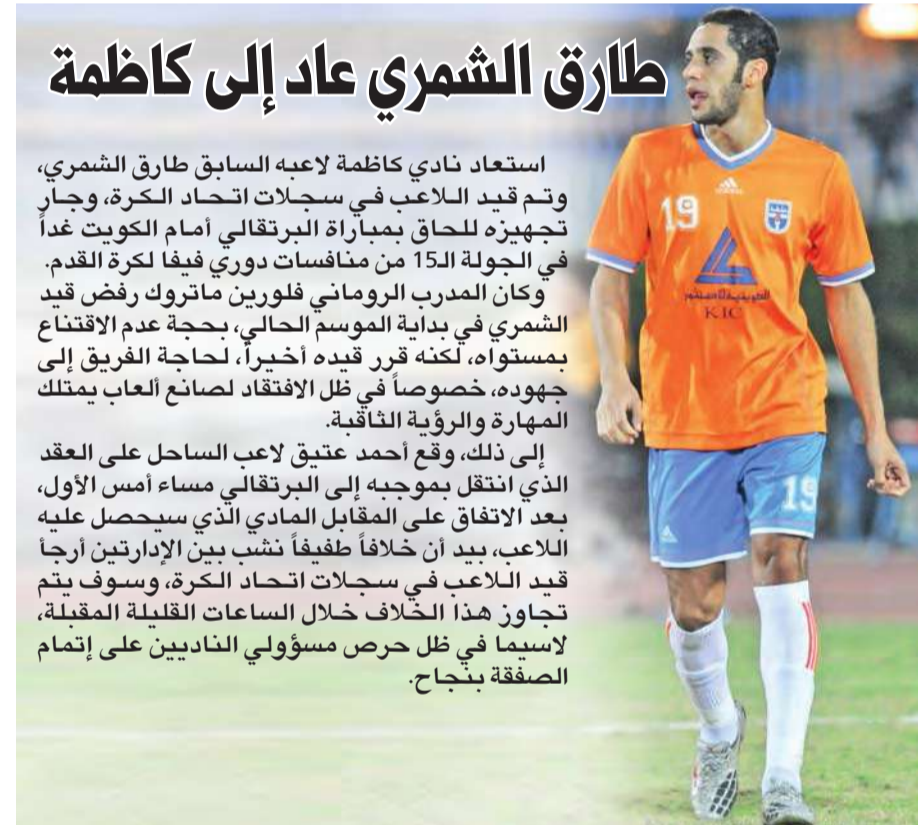 طارق الشمري عاد إلى كاظمة
استعاد نادي كاظمة لاعبه السابق طارق الشمري،
وتم قيد اللاعب في سجلات اتحاد الكرة، وجارٍ
تجهيزه للحاق بمباراة البرتقالي أمام الكويت غداً
في الجولة الـ15 من منافسات دوري فيفا لكرة القدم.
وكان المدرب الروماني فلورين ماتروك رفض قيد
الشمري في بداية الموسم الحالي، بحجة عدم الاقتناع
بمستواه، لكنه قرر قيده أخيراً، لحاجة الفريق إلى
جهوده، خصوصاً في ظل الافتقاد لصانع ألعاب يمتلك
المهارة والرؤية الثاقبة.
إلى ذلك، وقع أحمد عتيق لاعب الساحل على العقد
الذي انتقل بموجبه إلى البرتقالي مساء أمس الأول،
بعد الاتفاق على المقابل المادي الذي سيحصل عليه
اللاعب، بيد أن خلافاً طفيفاً نشب بين الإدارتين أرجأ
قيد اللاعب في سجلات اتحاد الكرة، وسوف يتم
تجاوز هذا الخلاف خلال الساعات القليلة المقبلة،
لاسيما في ظل حرص مسؤولي الناديين على إتمام
الصفقة بنجاح.
adidas
19
الكويتية للاستثمار
KIC
19